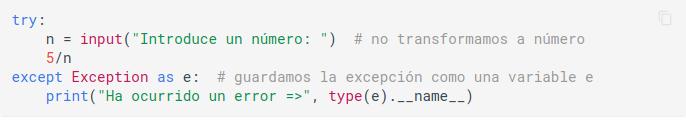 try:
    n = input("Introduce un número: ")  # no transformamos a número
    5/n
except Exception as e:  # guardamos la excepción como una variable e
    print("Ha ocurrido un error =>", type(e).__name__)